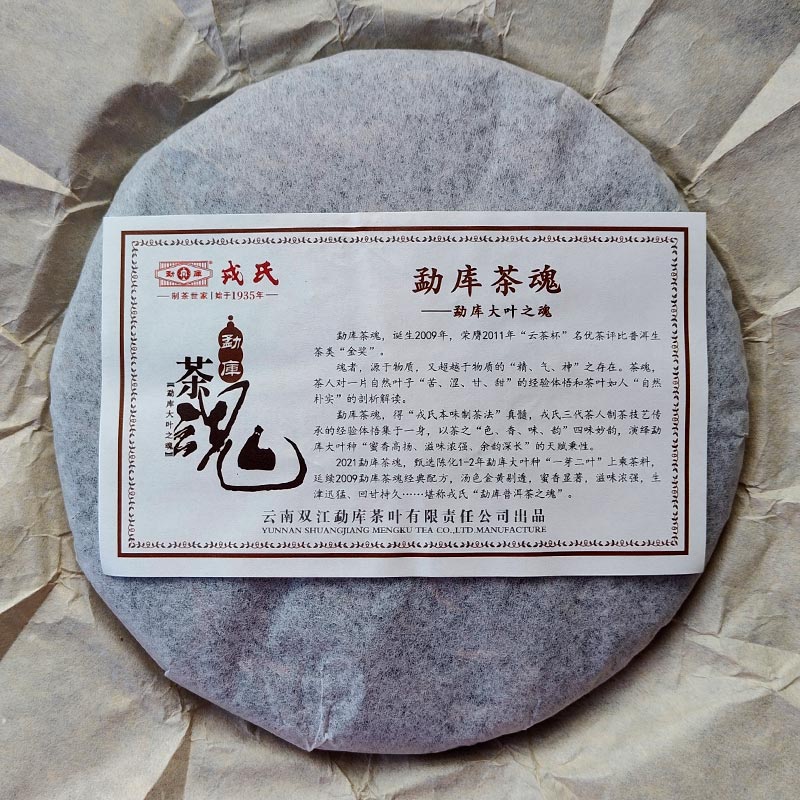 勐库
戎氏
制茶世家|始于1935年
勐库
茶魂
【勐库大叶之魂】
勐库茶魂
——勐库大叶之魂
勐库茶魂，诞生2009年，荣膺2011年“云茶杯”名优茶评比普洱生
茶类“金奖”。
魂者，源于物质，又超越于物质的“精、气、神”之存在。茶魂，
茶人对一片自然叶子“苦、涩、甘、甜”的经验体悟和茶叶如人“自然
朴实”的剖析解读。
勐库茶魂，得“戎氏本味制茶法”真髓，戎氏三代茶人制茶技艺传
承的经验体悟集于一身，以茶之“色、香、味、韵”四味妙韵，演绎勐
库大叶种“蜜香高扬、滋味浓强、余韵深长”的天赋秉性。
2021勐库茶魂，甄选陈化1-2年勐库大叶种“一芽二叶”上乘茶料，
延续2009勐库茶魂经典配方，汤色金黄剔透，蜜香显著，滋味浓强，生
津迅猛、回甘持久……堪称戎氏“勐库普洱茶之魂”。
云南双江勐库茶叶有限责任公司出品
YUNNAN SHUANGJIANG MENGKU TEA CO.,LTD MANUFACTURE